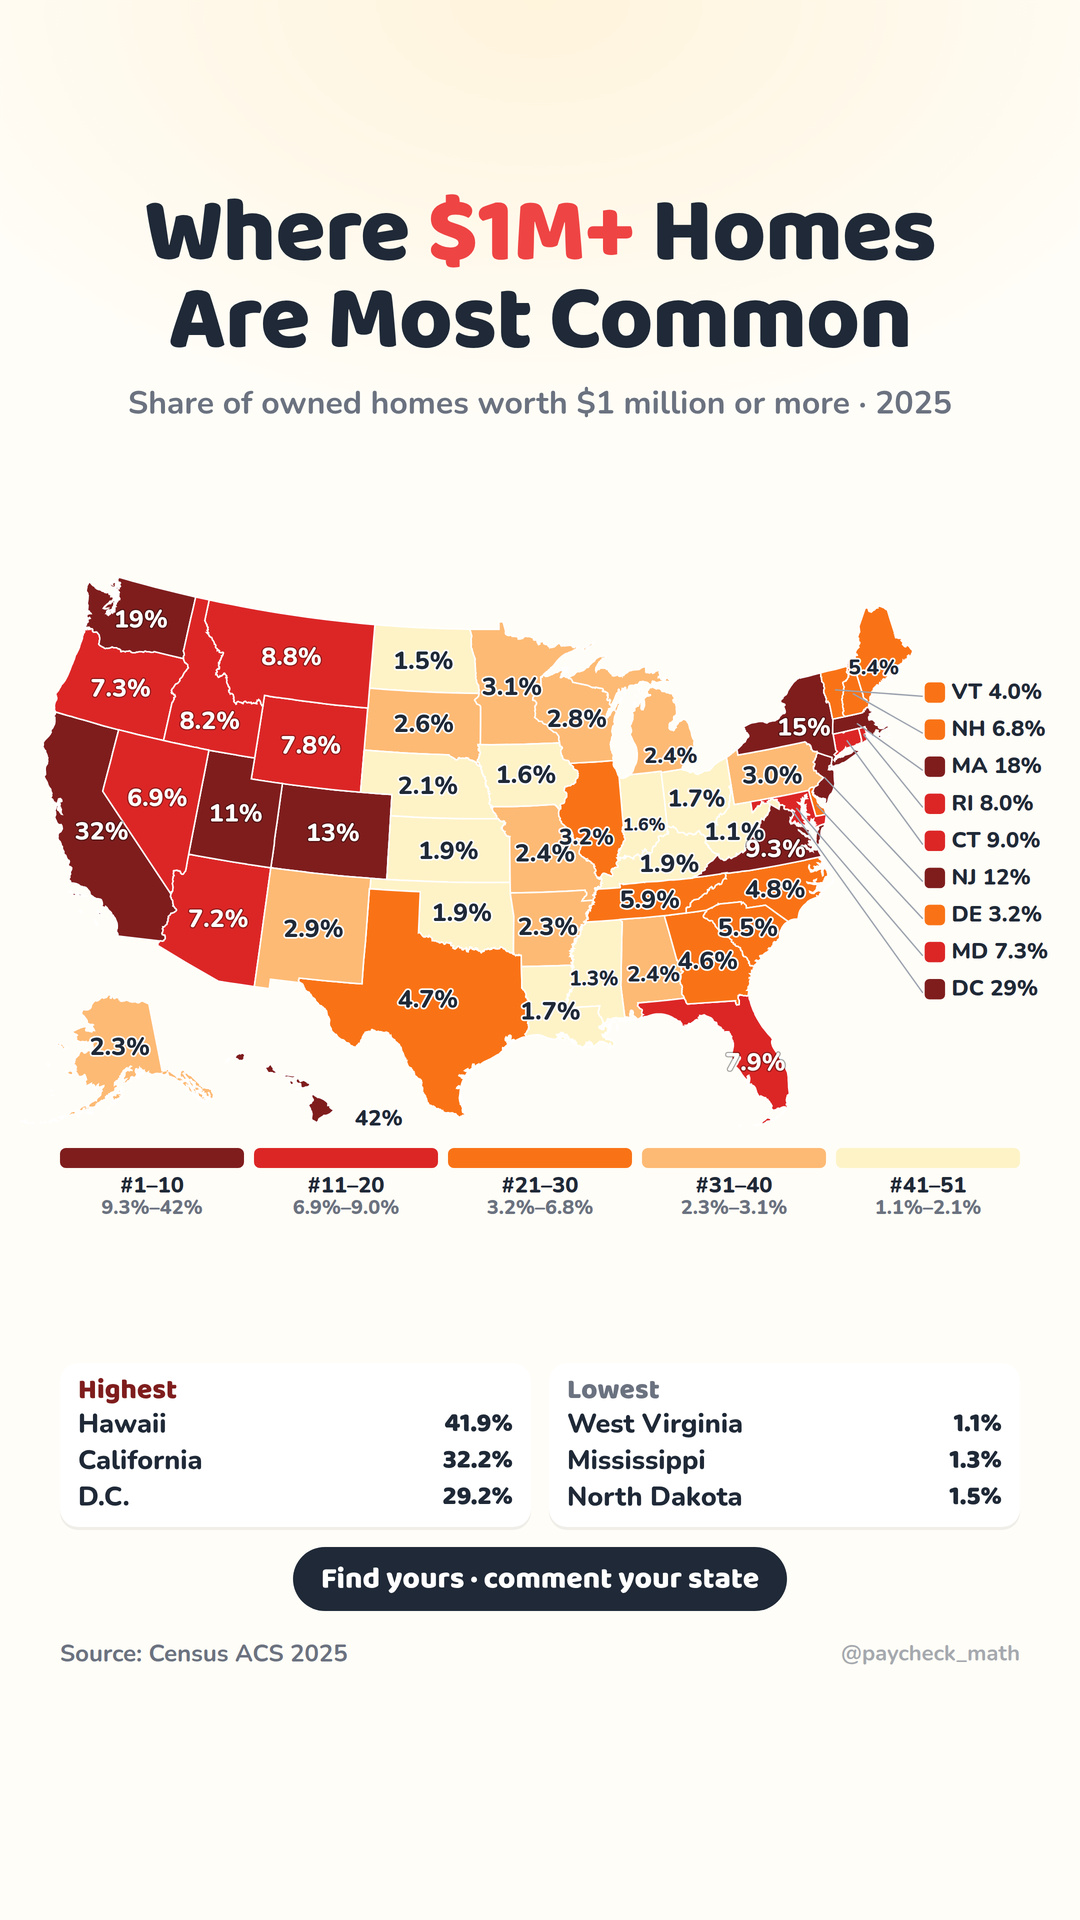 Where $1M+ Homes
Are Most Common
Share of owned homes worth $1 million or more · 2025
19%
8.8%
1.5%
3.1%
5.4%
7.3%
8.2%
7.8%
2.6%
2.8%
2.4%
15%
VT 4.0%
NH 6.8%
MA 18%
RI 8.0%
CT 9.0%
NJ 12%
DE 3.2%
MD 7.3%
DC 29%
32%
6.9%
11%
13%
2.1%
1.6%
3.2%
1.6%
1.7%
3.0%
1.1%
9.3%
1.9%
2.4%
1.9%
7.2%
2.9%
1.9%
2.3%
5.9%
4.8%
5.5%
4.7%
1.7%
1.3%
2.4%
4.6%
7.9%
2.3%
42%
#1–10
9.3%–42%
#11–20
6.9%–9.0%
#21–30
3.2%–6.8%
#31–40
2.3%–3.1%
#41–51
1.1%–2.1%
Highest
Hawaii 41.9%
California 32.2%
D.C. 29.2%
Lowest
West Virginia 1.1%
Mississippi 1.3%
North Dakota 1.5%
Find yours · comment your state
Source: Census ACS 2025
@paycheck_math